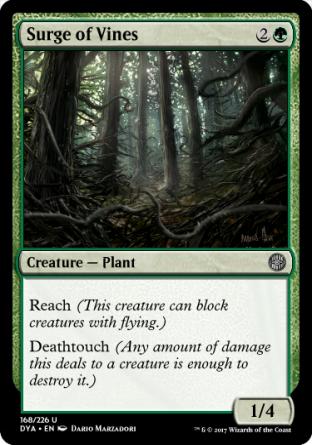 Surge of Vines 2
Creature — Plant
Reach (This creature can block
creatures with flying.)
Deathtouch (Any amount of damage
this deals to a creature is enough to
destroy it.)
1/4
168/226 U
DYA • EN Dario Marzadori
™ & © 2017 Wizards of the Coast